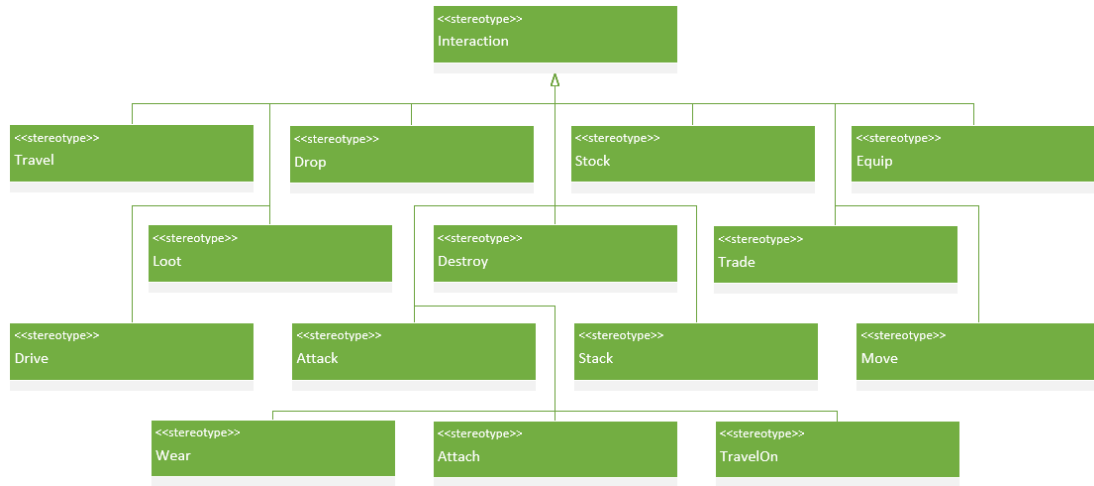 <<stereotype>>
Interaction
<<stereotype>>
Travel
<<stereotype>>
Drop
<<stereotype>>
Stock
<<stereotype>>
Equip
<<stereotype>>
Loot
<<stereotype>>
Destroy
<<stereotype>>
Trade
<<stereotype>>
Drive
<<stereotype>>
Attack
<<stereotype>>
Stack
<<stereotype>>
Move
<<stereotype>>
Wear
<<stereotype>>
Attach
<<stereotype>>
TravelOn